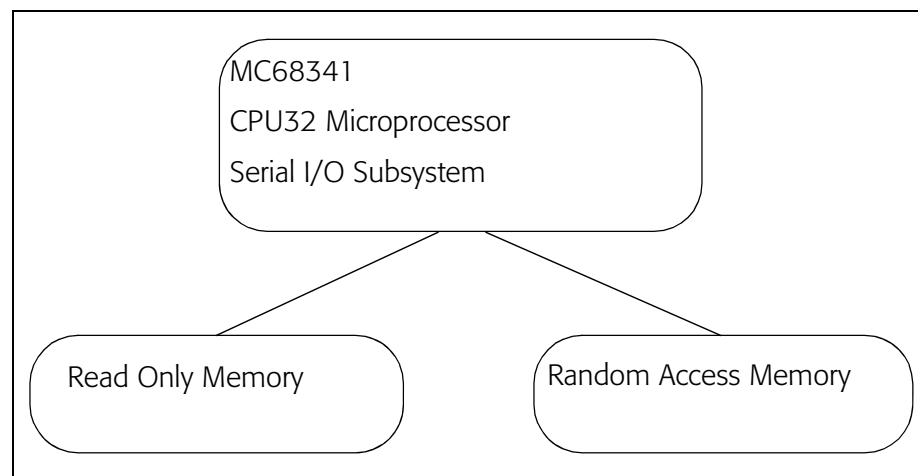 MC68341
CPU32 Microprocessor
Serial I/O Subsystem
Read Only Memory
Random Access Memory